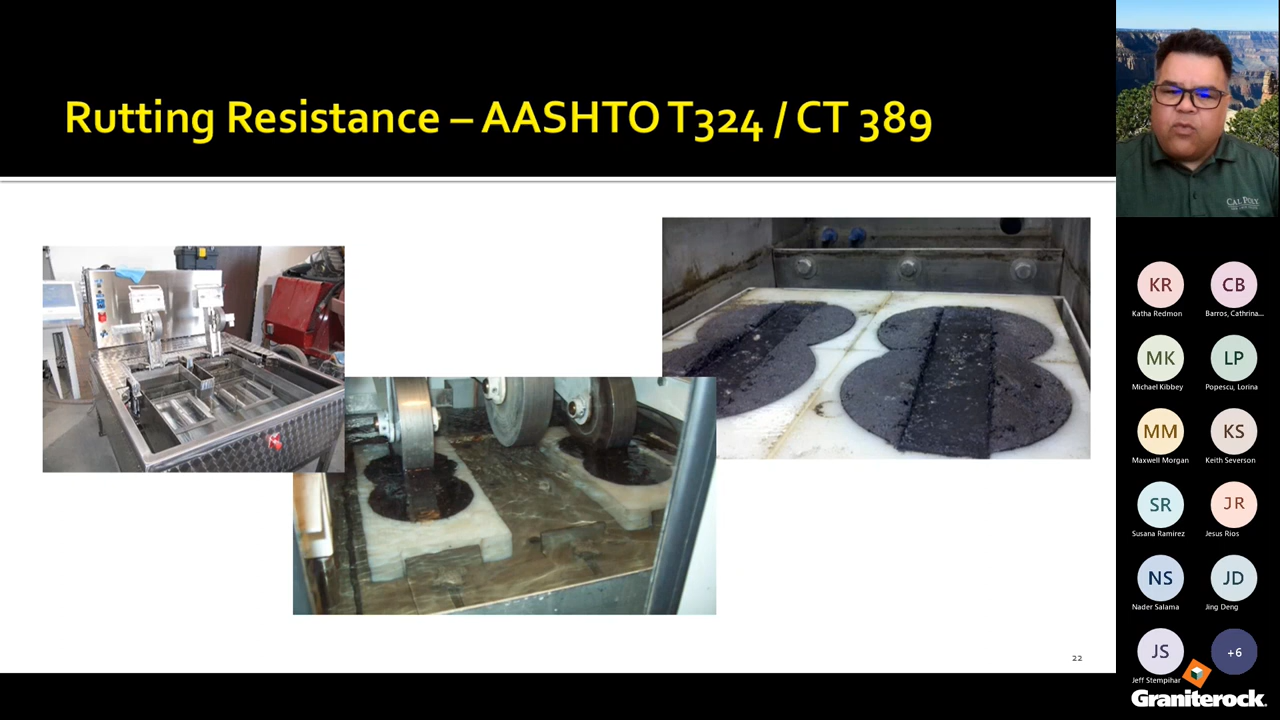 Rutting Resistance – AASHTO T324 / CT 389
22
CAL POLY
KR
Katha Redmon
CB
Barros, Cathrina...
MK
Michael Kibbey
LP
Popescu, Lorina
MM
Maxwell Morgan
KS
Keith Severson
SR
Susana Ramirez
JR
Jesus Rios
NS
Nader Salama
JD
Jing Deng
JS
Jeff Stempihar
+6
Graniterock.